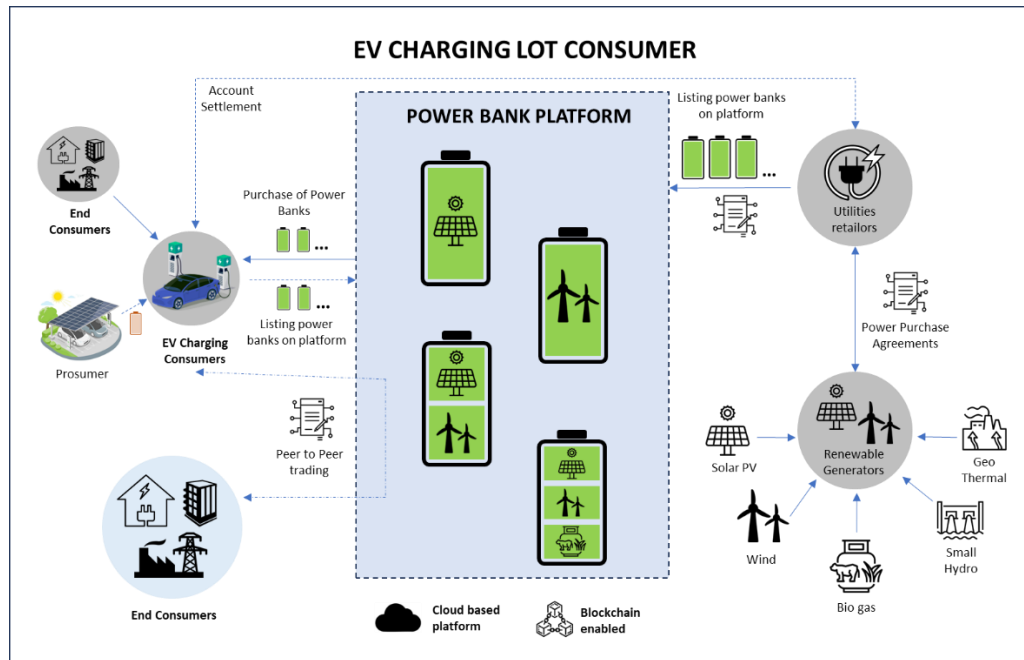 EV CHARGING LOT CONSUMER
Account
Settlement
POWER BANK PLATFORM
Listing power banks
on platform
...
Utilities
retailors
End
Consumers
Purchase of Power
Banks
...
...
Listing power
banks on platform
EV Charging
Consumers
Prosumer
Power Purchase
Agreements
Peer to Peer
trading
Solar PV
Renewable
Generators
Geo
Thermal
Wind
Bio gas
Small
Hydro
End Consumers
Cloud based
platform
Blockchain
enabled